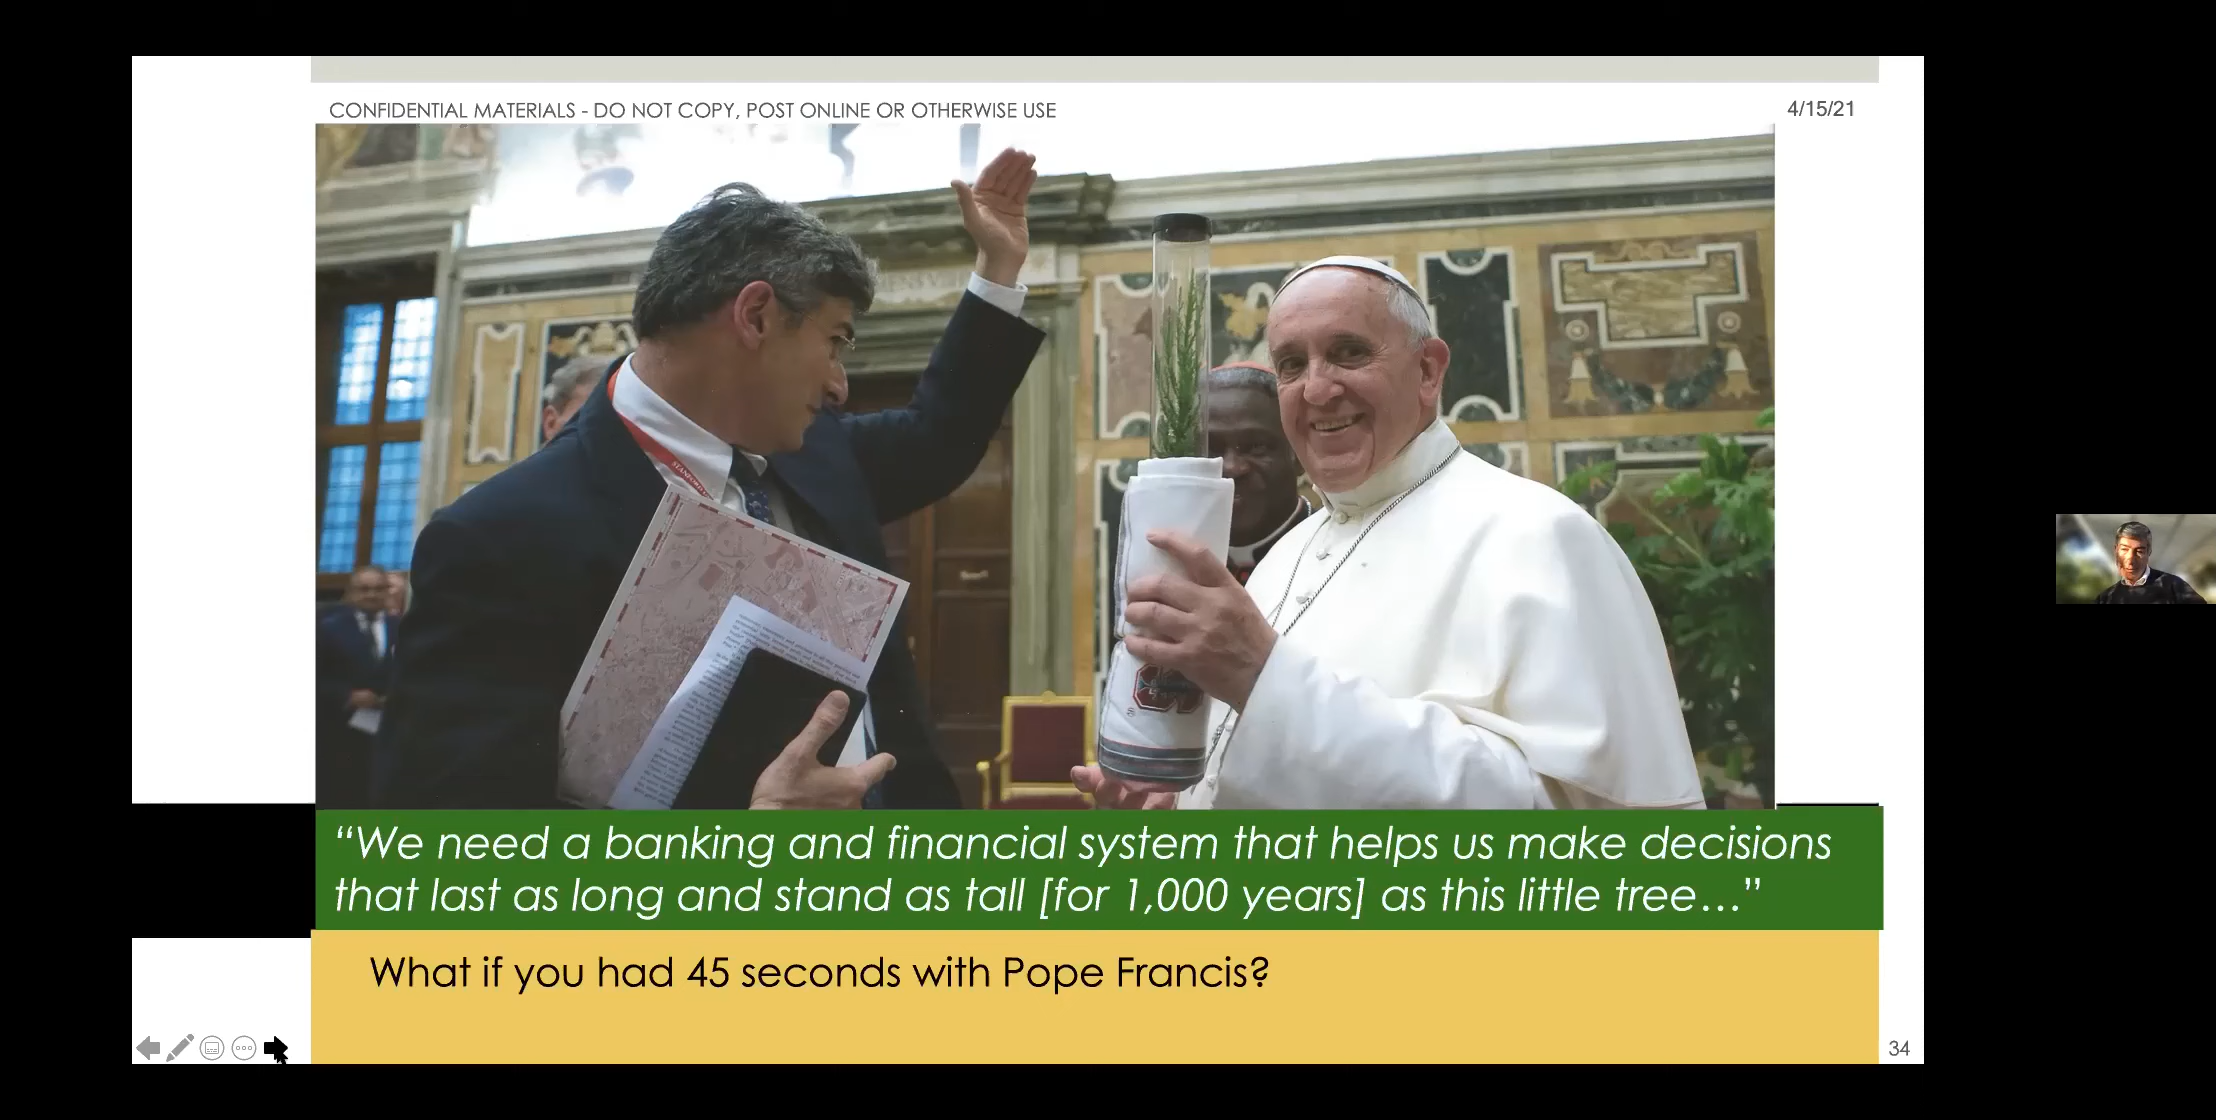 CONFIDENTIAL MATERIALS - DO NOT COPY, POST ONLINE OR OTHERWISE USE
4/15/21
“We need a banking and financial system that helps us make decisions
that last as long and stand as tall [for 1,000 years] as this little tree…”
What if you had 45 seconds with Pope Francis?
34